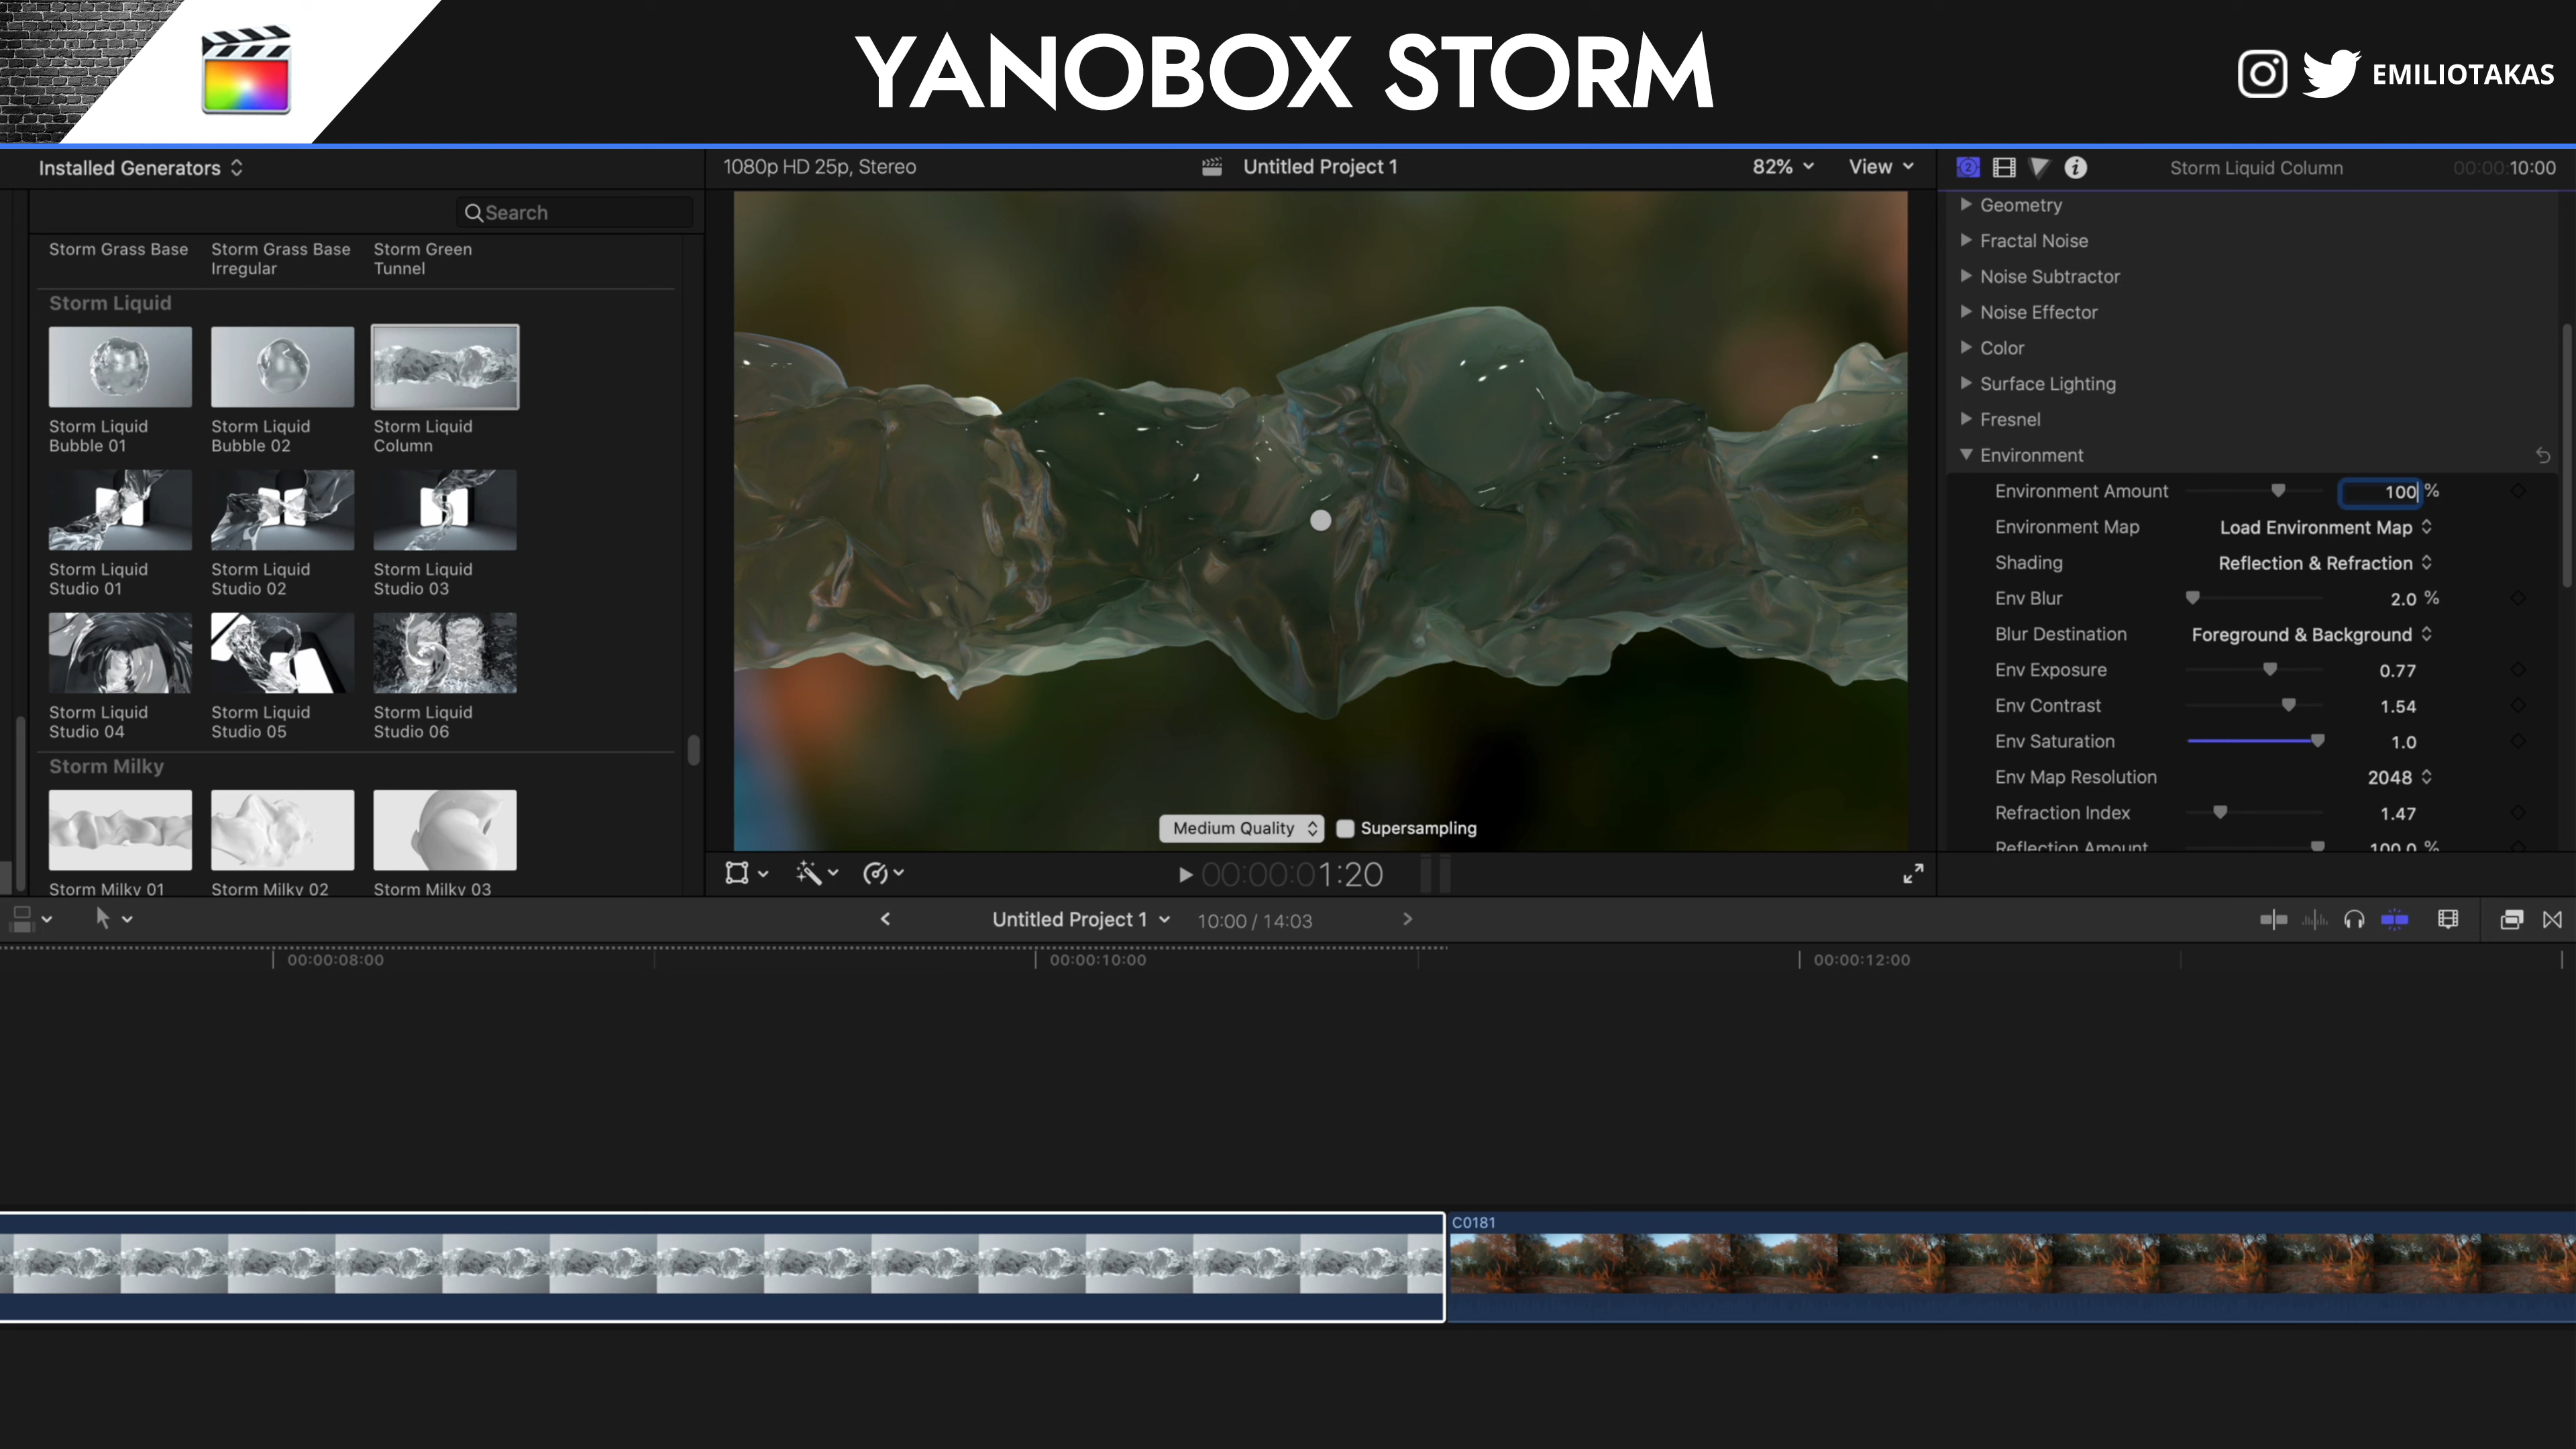 YANOBOX STORM
EMILIOTAKAS
Installed Generators
Search
Storm Grass Base
Storm Grass Base
Irregular
Storm Green
Tunnel
Storm Liquid
Storm Liquid
Bubble 01
Storm Liquid
Bubble 02
Storm Liquid
Column
Storm Liquid
Studio 01
Storm Liquid
Studio 02
Storm Liquid
Studio 03
Storm Liquid
Studio 04
Storm Liquid
Studio 05
Storm Liquid
Studio 06
Storm Milky
Storm Milky 01
Storm Milky 02
Storm Milky 03
1080p HD 25p, Stereo
Untitled Project 1
82%
View
Medium Quality
Supersampling
00:00:01:20
Storm Liquid Column
00:00:10:00
Geometry
Fractal Noise
Noise Subtractor
Noise Effector
Color
Surface Lighting
Fresnel
Environment
Environment Amount 100 %
Environment Map Load Environment Map
Shading Reflection & Refraction
Env Blur 2.0 %
Blur Destination Foreground & Background
Env Exposure 0.77
Env Contrast 1.54
Env Saturation 1.0
Env Map Resolution 2048
Refraction Index 1.47
Reflection Amount 100.0 %
Untitled Project 1
10:00 / 14:03
00:00:08:00
00:00:10:00
00:00:12:00
C0181